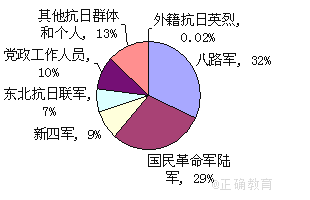 其他抗日群体
和个人, 13%
外籍抗日英烈,
0.02%
党政工作人员,
10%
八路军, 32%
东北抗日联军,
7%
新四军, 9%
国民革命军陆
军, 29%
@正确教育